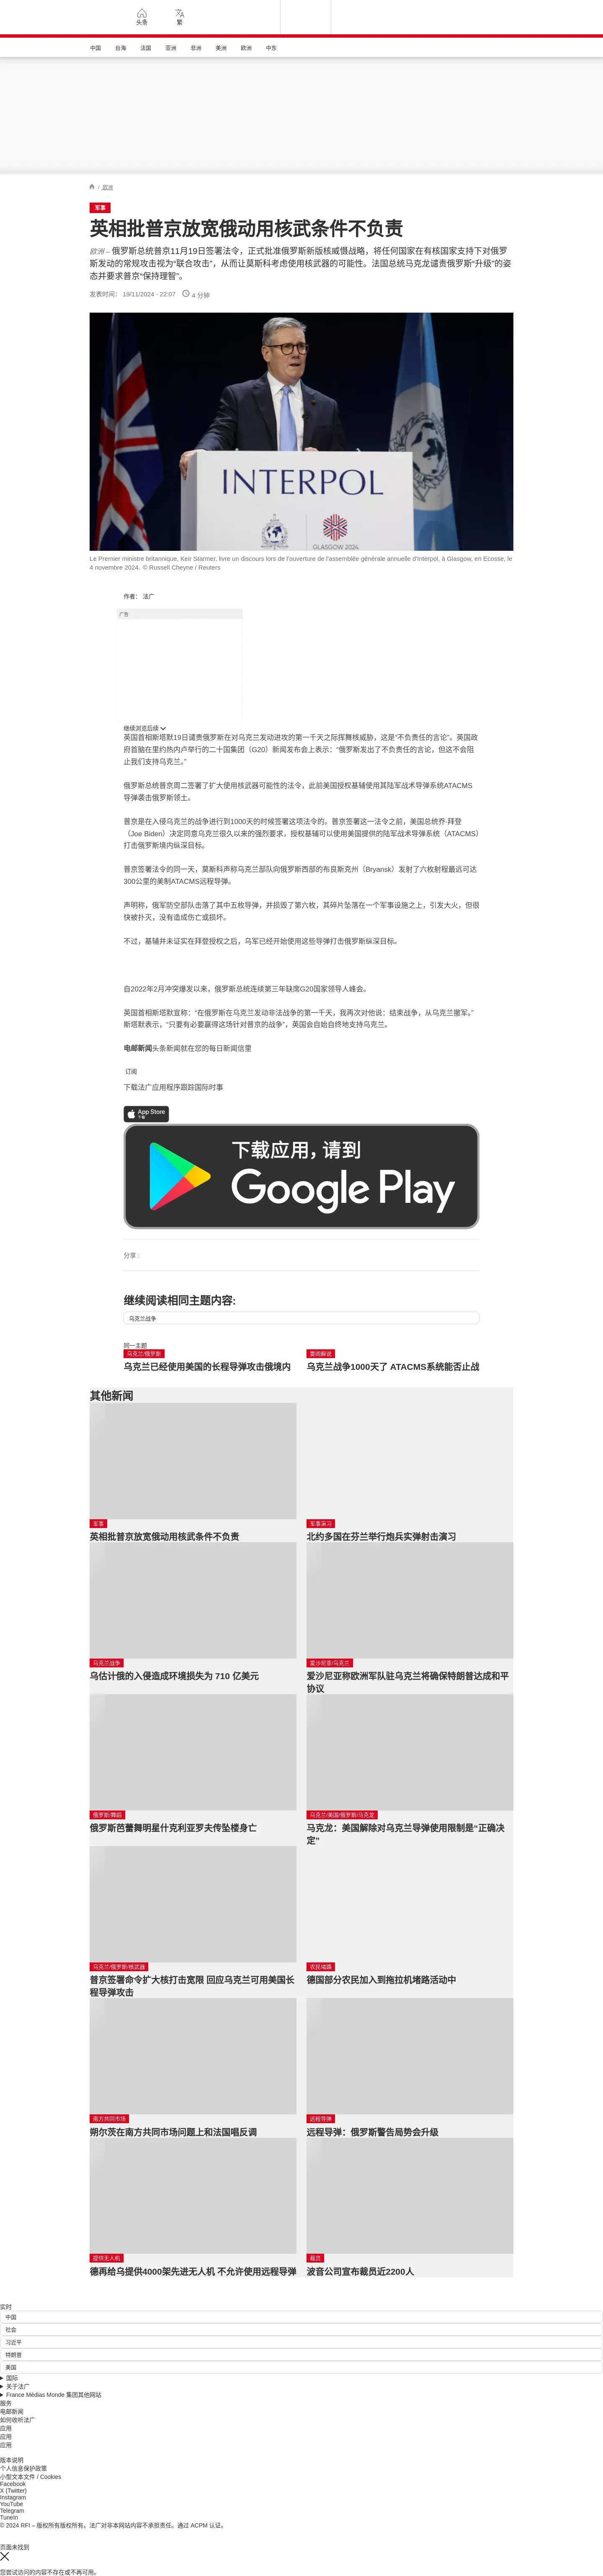 头条
繁
中国
台海
法国
亚洲
非洲
美洲
欧洲
中东
/ 欧洲
军事
英相批普京放宽俄动用核武条件不负责
欧洲 – 俄罗斯总统普京11月19日签署法令，正式批准俄罗斯新版核威慑战略，将任何国家在有核国家支持下对俄罗
斯发动的常规攻击视为“联合攻击”，从而让莫斯科考虑使用核武器的可能性。法国总统马克龙谴责俄罗斯“升级”的姿
态并要求普京“保持理智”。
发表时间： 19/11/2024 - 22:07
4 分钟
INTERPOL
GLASGOW 2024
Le Premier ministre britannique, Keir Starmer, livre un discours lors de l'ouverture de l'assemblée générale annuelle d'Interpol, à Glasgow, en Ecosse, le
4 novembre 2024. © Russell Cheyne / Reuters
作者： 法广
广告
继续浏览后续
英国首相斯塔默19日谴责俄罗斯在对乌克兰发动进攻的第一千天之际挥舞核威胁，这是“不负责任的言论”。英国政
府首脑在里约热内卢举行的二十国集团（G20）新闻发布会上表示：“俄罗斯发出了不负责任的言论，但这不会阻
止我们支持乌克兰。”
俄罗斯总统普京周二签署了扩大使用核武器可能性的法令，此前美国授权基辅使用其陆军战术导弹系统ATACMS
导弹袭击俄罗斯领土。
普京是在入侵乌克兰的战争进行到1000天的时候签署这项法令的。普京签署这一法令之前，美国总统乔·拜登
（Joe Biden）决定同意乌克兰很久以来的强烈要求，授权基辅可以使用美国提供的陆军战术导弹系统（ATACMS）
打击俄罗斯境内纵深目标。
普京签署法令的同一天，莫斯科声称乌克兰部队向俄罗斯西部的布良斯克州（Bryansk）发射了六枚射程最远可达
300公里的美制ATACMS远程导弹。
声明称，俄军防空部队击落了其中五枚导弹，并损毁了第六枚，其碎片坠落在一个军事设施之上，引发大火，但很
快被扑灭，没有造成伤亡或损坏。
不过，基辅并未证实在拜登授权之后，乌军已经开始使用这些导弹打击俄罗斯纵深目标。
自2022年2月冲突爆发以来，俄罗斯总统连续第三年缺席G20国家领导人峰会。
英国首相斯塔默宣称：“在俄罗斯在乌克兰发动非法战争的第一千天，我再次对他说：结束战争，从乌克兰撤军。”
斯塔默表示，“只要有必要赢得这场针对普京的战争”，英国会自始自终地支持乌克兰。
电邮新闻头条新闻就在您的每日新闻信里
订阅
下载法广应用程序跟踪国际时事
App Store
下载
下载应用，请到
Google Play
分享 :
继续阅读相同主题内容:
乌克兰战争
同一主题
乌克兰/俄罗斯
乌克兰已经使用美国的长程导弹攻击俄境内
要闻解说
乌克兰战争1000天了 ATACMS系统能否止战
其他新闻
军事
英相批普京放宽俄动用核武条件不负责
军事演习
北约多国在芬兰举行炮兵实弹射击演习
乌克兰战争
乌估计俄的入侵造成环境损失为 710 亿美元
爱沙尼亚/乌克兰
爱沙尼亚称欧洲军队驻乌克兰将确保特朗普达成和平
协议
俄罗斯/舞蹈
俄罗斯芭蕾舞明星什克利亚罗夫传坠楼身亡
乌克兰/美国/俄罗斯/马克龙
马克龙：美国解除对乌克兰导弹使用限制是“正确决
定”
乌克兰/俄罗斯/核武器
普京签署命令扩大核打击宽限 回应乌克兰可用美国长
程导弹攻击
农民堵路
德国部分农民加入到拖拉机堵路活动中
南方共同市场
朔尔茨在南方共同市场问题上和法国唱反调
远程导弹
远程导弹：俄罗斯警告局势会升级
提供无人机
德再给乌提供4000架先进无人机 不允许使用远程导弹
裁员
波音公司宣布裁员近2200人
实时
中国
社会
习近平
特朗普
美国
国际
关于法广
France Médias Monde 集团其他网站
服务
电邮新闻
如何收听法广
应用
应用
应用
版本说明
个人信息保护政策
小型文本文件 / Cookies
Facebook
X (Twitter)
Instagram
YouTube
Telegram
TuneIn
© 2024 RFI – 版权所有版权所有。法广对非本网站内容不承担责任。通过 ACPM 认证。
页面未找到
您尝试访问的内容不存在或不再可用。